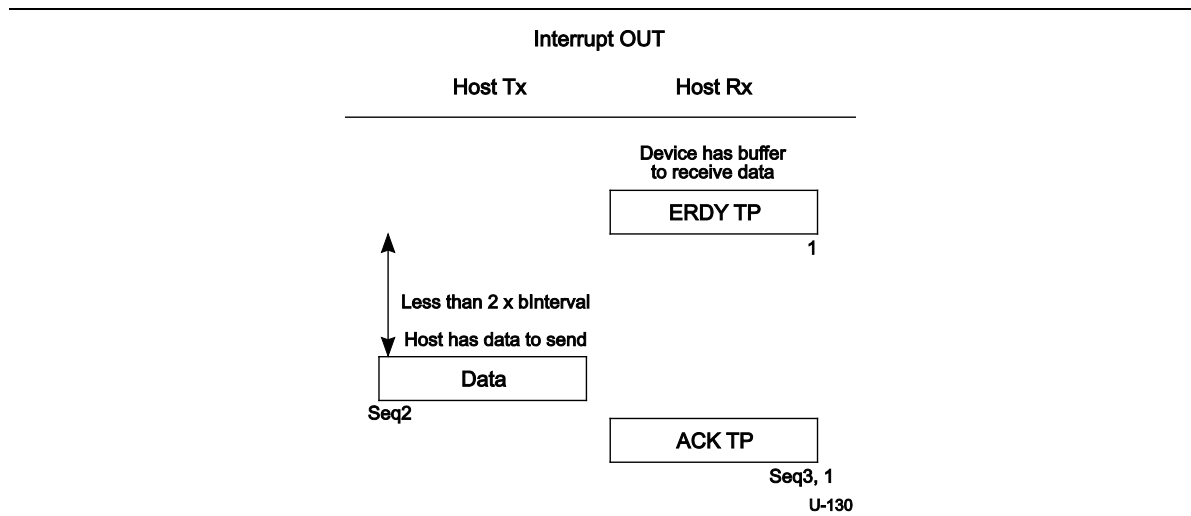 Interrupt OUT
Host Tx
Host Rx
Device has buffer
to receive data
ERDY TP
1
Less than 2 x bInterval
Host has data to send
Data
Seq2
ACK TP
Seq3, 1
U-130